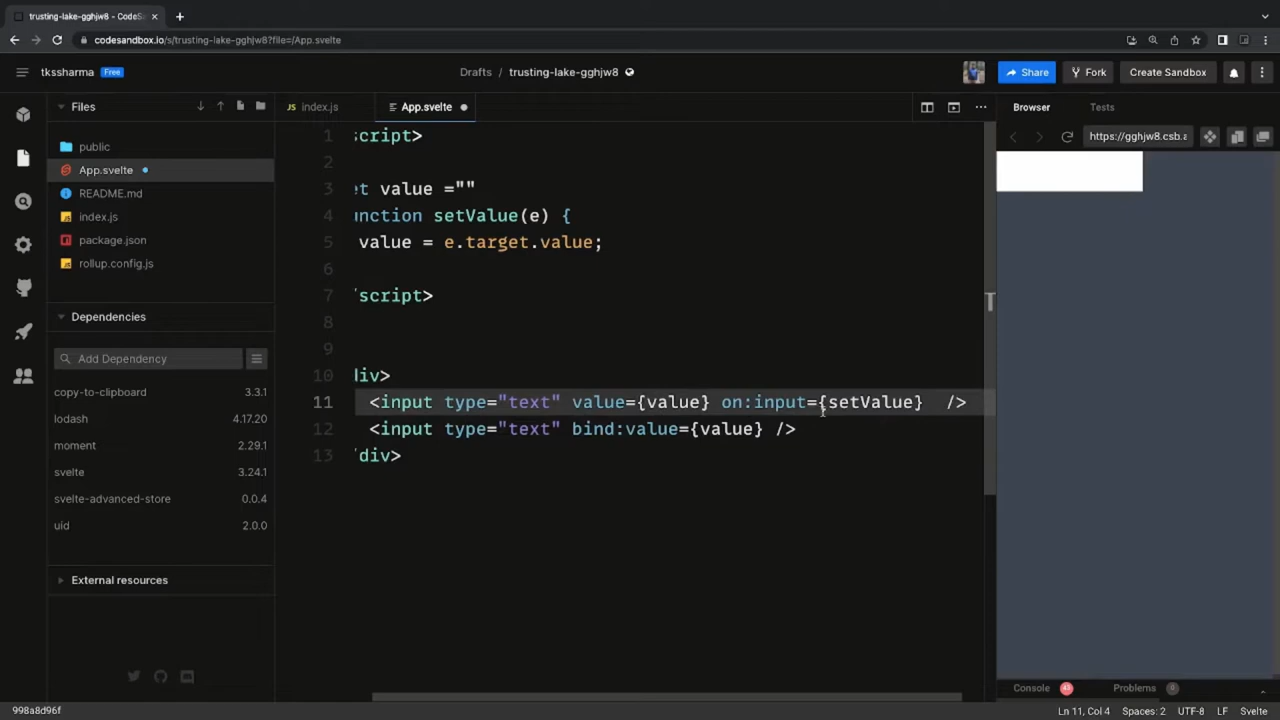 trusting-lake-gghjw8 - CodeSa
codesandbox.io/s/trusting-lake-gghjw8?file=/App.svelte
tkssharma Free
Drafts / trusting-lake-gghjw8
Share
Fork
Create Sandbox
Files
index.js
App.svelte
Browser
Tests
https://gghjw8.csb.a
public
App.svelte
README.md
index.js
package.json
rollup.config.js
Dependencies
Add Dependency
copy-to-clipboard 3.3.1
lodash 4.17.20
moment 2.29.1
svelte 3.24.1
svelte-advanced-store 0.0.4
uid 2.0.0
External resources
1 script>
2
3 et value =""
4 unction setValue(e) {
5 value = e.target.value;
6
7 /script>
8
9
10 div>
11 <input type="text" value={value} on:input={setValue} />
12 <input type="text" bind:value={value} />
13 div>
Console 43
Problems 0
998a8d96f
Ln 11, Col 4 Spaces: 2 UTF-8 LF Svelte